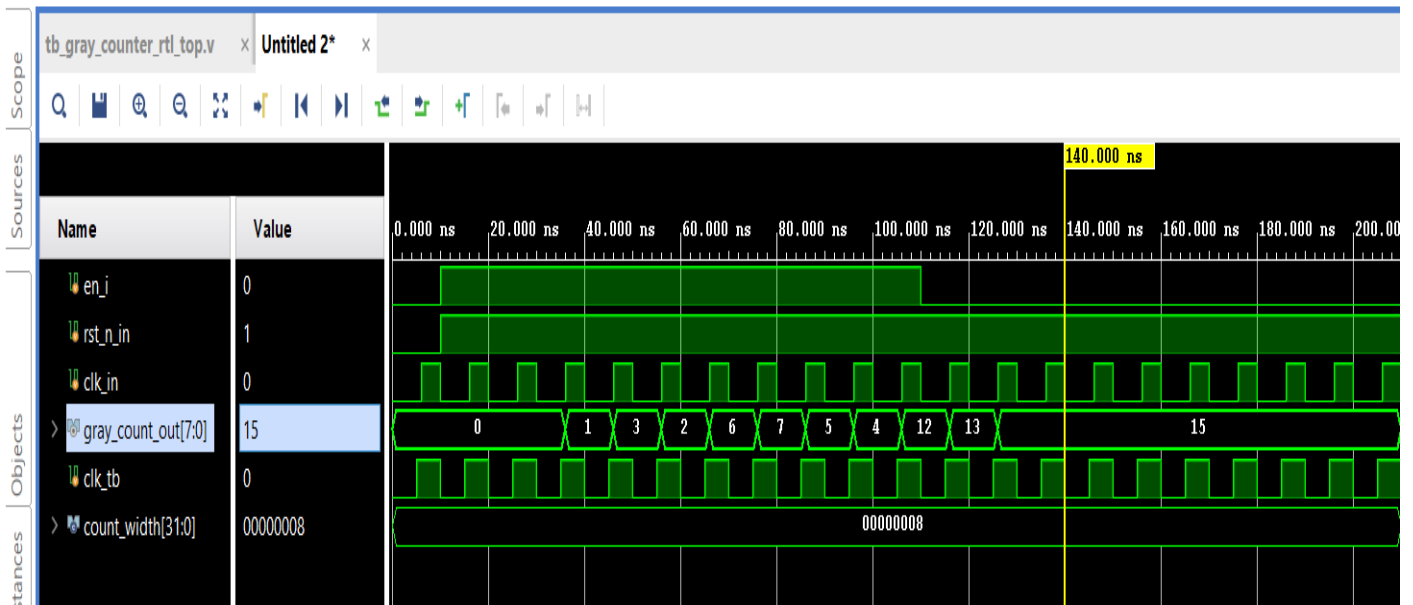 Scope
Sources
Objects
stances
tb_gray_counter_rtl_top.v × Untitled 2* ×
140.000 ns
Name Value 0.000 ns 20.000 ns 40.000 ns 60.000 ns 80.000 ns 100.000 ns 120.000 ns 140.000 ns 160.000 ns 180.000 ns 200.00
en_i 0
rst_n_in 1
clk_in 0
gray_count_out[7:0] 15 0 1 3 2 6 7 5 4 12 13 15
clk_tb 0
count_width[31:0] 00000008 00000008